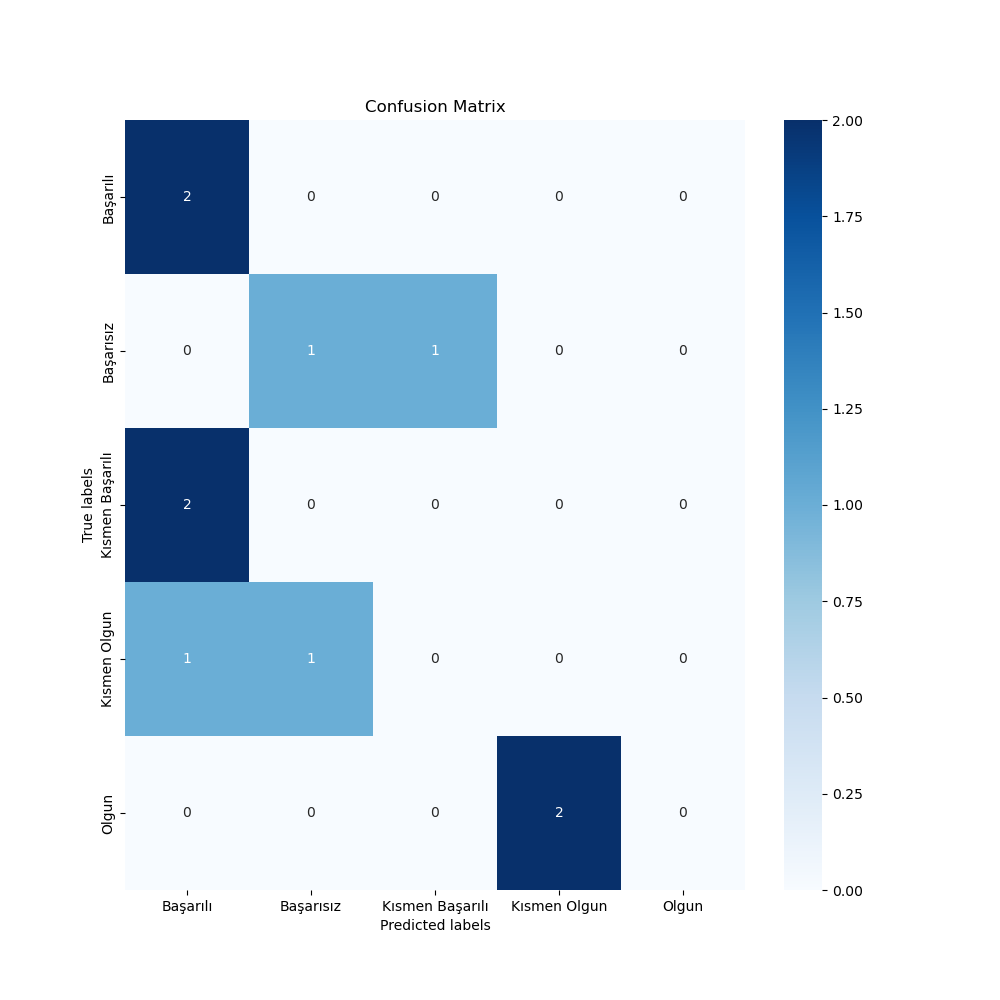 Confusion Matrix
True labels
Başarılı
Başarısız
Kısmen Başarılı
Kısmen Olgun
Olgun
2 0 0 0 0
0 1 1 0 0
2 0 0 0 0
1 1 0 0 0
0 0 0 2 0
Başarılı Başarısız Kısmen Başarılı Kısmen Olgun Olgun
Predicted labels
2.00
1.75
1.50
1.25
1.00
0.75
0.50
0.25
0.00